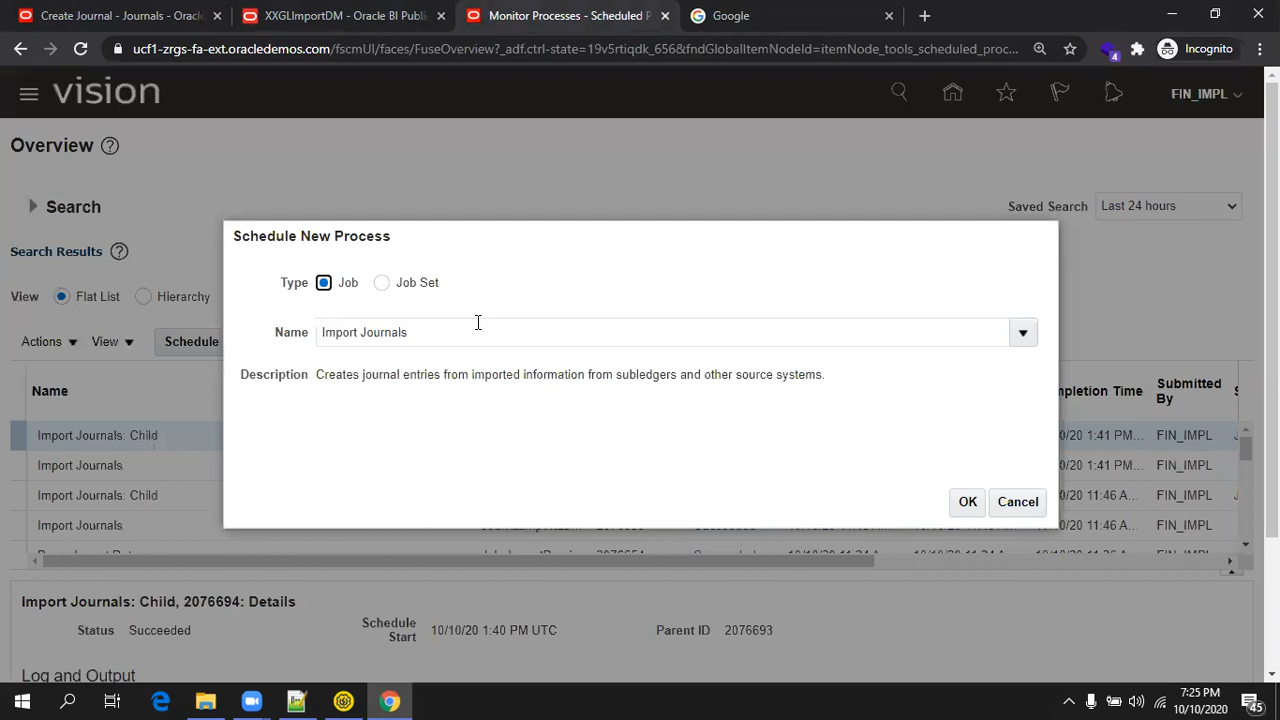 Create Journal - Journals - Oracl
XXGLImportDM - Oracle BI Publi
Monitor Processes - Scheduled P
Google
ucf1-zrgs-fa-ext.oracledemos.com/fscmUI/faces/FuseOverview?_adf.ctrl-state=19v5rtiqdk_656&fndGlobalItemNodeId=itemNode_tools_scheduled_proc...
4
Incognito
vision
FIN_IMPL
Overview
Search
Saved Search
Last 24 hours
Search Results
View
Flat List
Hierarchy
Actions
View
Schedule
Schedule New Process
Type
Job
Job Set
Name
Import Journals
Description
Creates journal entries from imported information from subledgers and other source systems.
OK
Cancel
Name
mpletion Time
Submitted By
Import Journals: Child
0/20 1:41 PM...
FIN_IMPL
Import Journals
0/20 1:41 PM...
FIN_IMPL
Import Journals: Child
0/20 11:46 A...
FIN_IMPL
Import Journals
0/20 11:46 A...
FIN_IMPL
Import Journals: Child, 2076694: Details
Status
Succeeded
Schedule Start
10/10/20 1:40 PM UTC
Parent ID
2076693
Log and Output
7:25 PM
10/10/2020
45